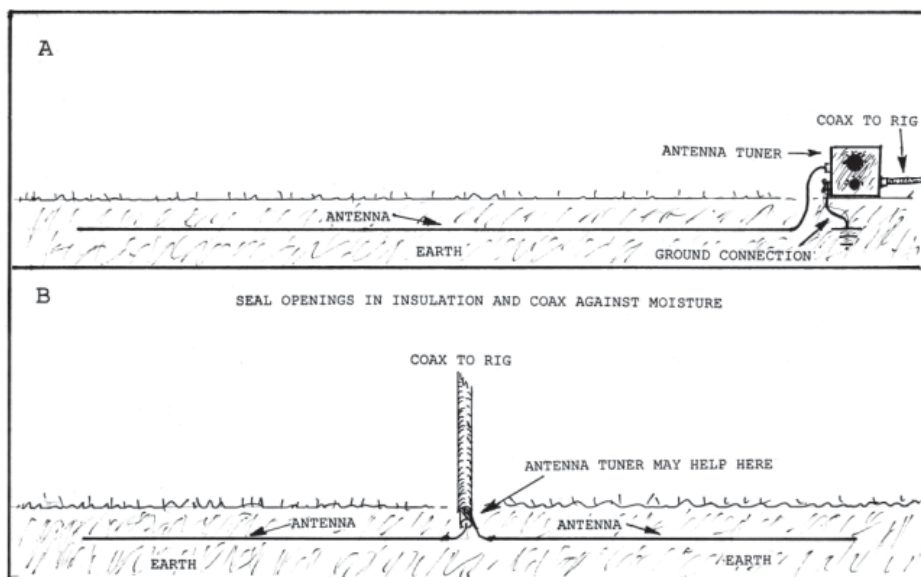 A
COAX TO RIG
ANTENNA TUNER
ANTENNA
EARTH
GROUND CONNECTION
B
SEAL OPENINGS IN INSULATION AND COAX AGAINST MOISTURE
COAX TO RIG
ANTENNA TUNER MAY HELP HERE
ANTENNA
ANTENNA
EARTH
EARTH